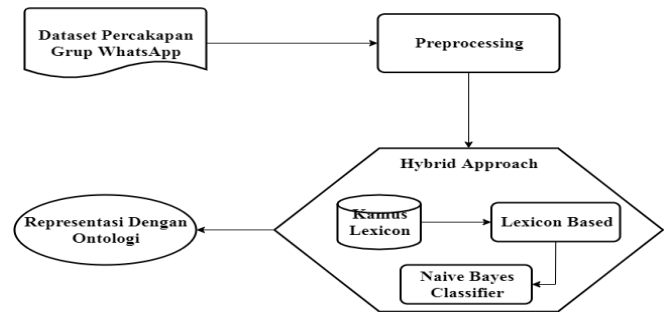 Dataset Percakapan
Grup WhatsApp
Preprocessing
Hybrid Approach
Kamus
Lexicon
Lexicon Based
Naive Bayes
Classifier
Representasi Dengan
Ontologi